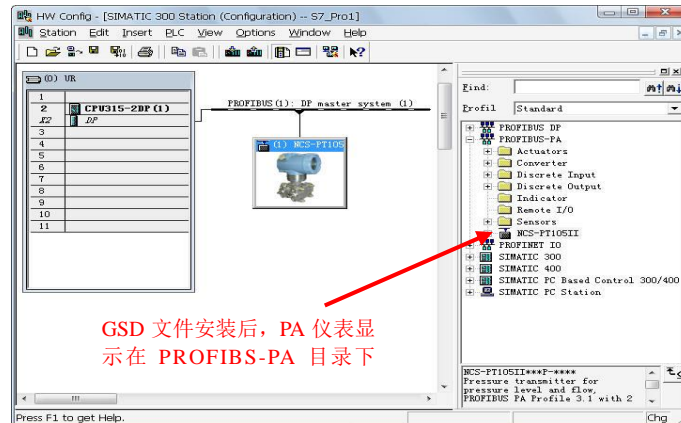 HW Config - [SIMATIC 300 Station (Configuration) -- S7_Pro1]
Station Edit Insert PLC View Options Window Help
(0) UR
1
2 CPU315-2DP(1)
X2 DP
3
4
5
6
7
8
9
10
11
PROFIBUS(1): DP master system (1)
(1) NCS-PT105
GSD 文件安装后，PA 仪表显
示在 PROFIBS-PA 目录下
Find:
Profil Standard
PROFIBUS DP
PROFIBUS-PA
Actuators
Converter
Discrete Input
Discrete Output
Indicator
Remote I/O
Sensors
NCS-PT105II
PROFINET IO
SIMATIC 300
SIMATIC 400
SIMATIC PC Based Control 300/400
SIMATIC PC Station
NCS-PT105II***P-****
Pressure transmitter for
pressure level and flow,
PROFIBUS PA Profile 3.1 with 2
Press F1 to get Help.
Chg